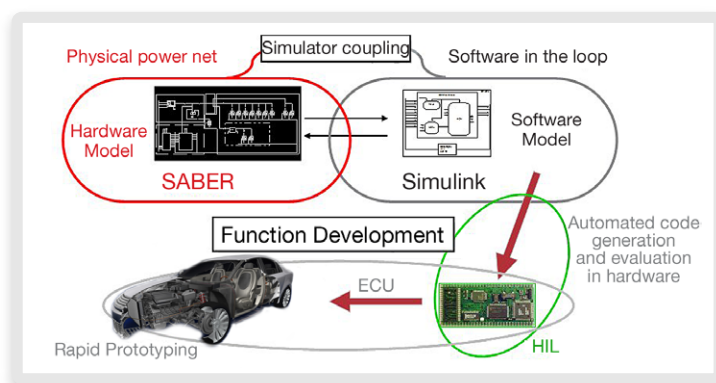 Simulator coupling
Physical power net
Software in the loop
Hardware
Model
Software
Model
SABER
Simulink
Function Development
Automated code
generation
and evaluation
in hardware
ECU
Rapid Prototyping
HIL